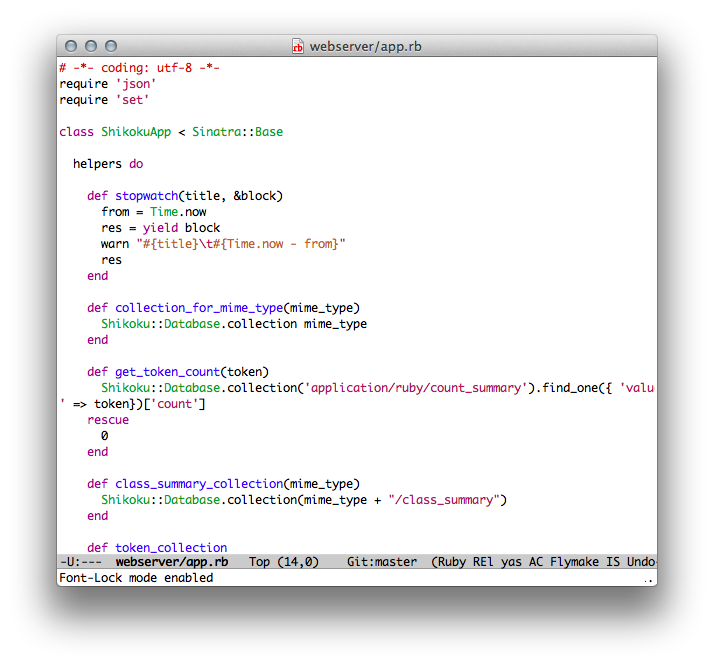 webserver/app.rb
# -*- coding: utf-8 -*-
require 'json'
require 'set'
class ShikokuApp < Sinatra::Base
helpers do
def stopwatch(title, &block)
from = Time.now
res = yield block
warn "#{title}\t#{Time.now - from}"
res
end
def collection_for_mime_type(mime_type)
Shikoku::Database.collection mime_type
end
def get_token_count(token)
Shikoku::Database.collection('application/ruby/count_summary').find_one({ 'valu
' => token})['count']
rescue
0
end
def class_summary_collection(mime_type)
Shikoku::Database.collection(mime_type + "/class_summary")
end
def token_collection
-U:--- webserver/app.rb Top (14,0) Git:master (Ruby REl yas AC Flymake IS Undo
Font-Lock mode enabled ..